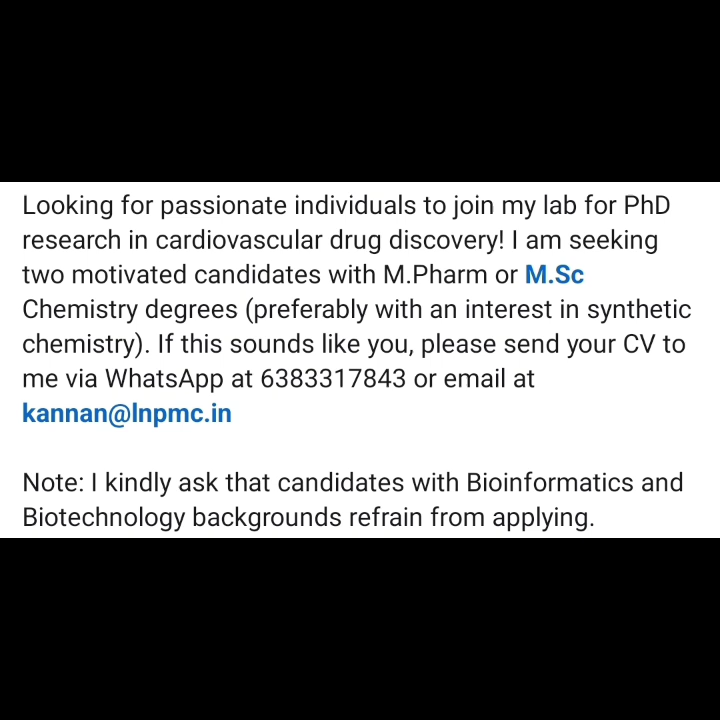 Looking for passionate individuals to join my lab for PhD
research in cardiovascular drug discovery! I am seeking
two motivated candidates with M.Pharm or M.Sc
Chemistry degrees (preferably with an interest in synthetic
chemistry). If this sounds like you, please send your CV to
me via WhatsApp at 6383317843 or email at
kannan@lnpmc.in
Note: I kindly ask that candidates with Bioinformatics and
Biotechnology backgrounds refrain from applying.